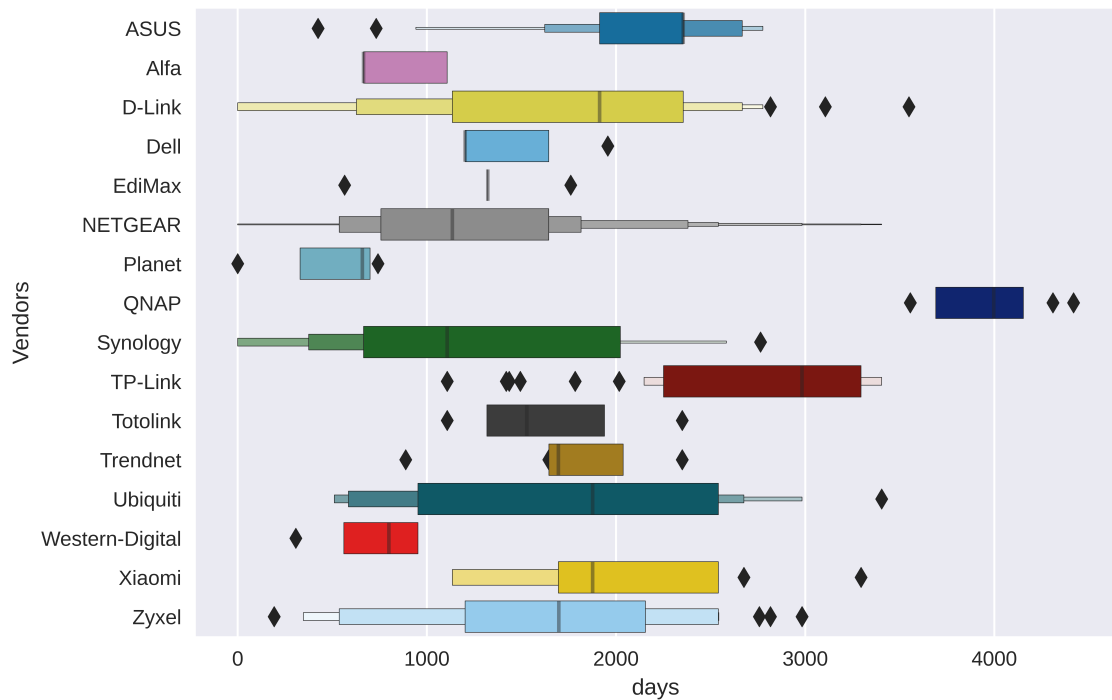 ASUS
Alfa
D-Link
Dell
EdiMax
NETGEAR
Planet
QNAP
Synology
TP-Link
Totolink
Trendnet
Ubiquiti
Western-Digital
Xiaomi
Zyxel
Vendors
0 1000 2000 3000 4000
days